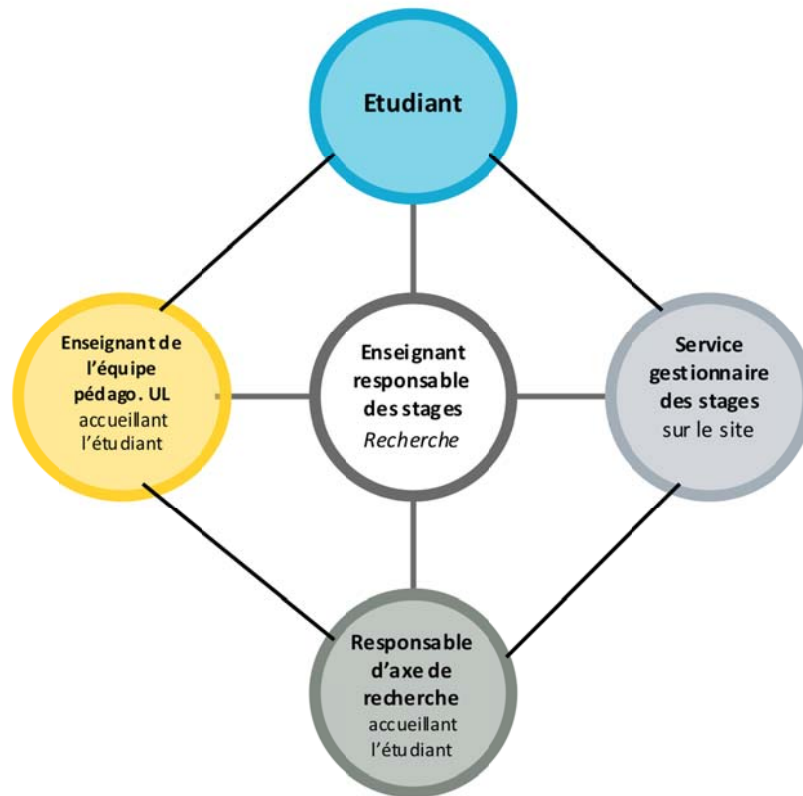 Etudiant
Enseignant de
l'équipe
pédago. UL
accueillant
l'étudiant
Enseignant
responsable
des stages
Recherche
Service
gestionnaire
des stages
sur le site
Responsable
d'axe de
recherche
accueillant
l'étudiant